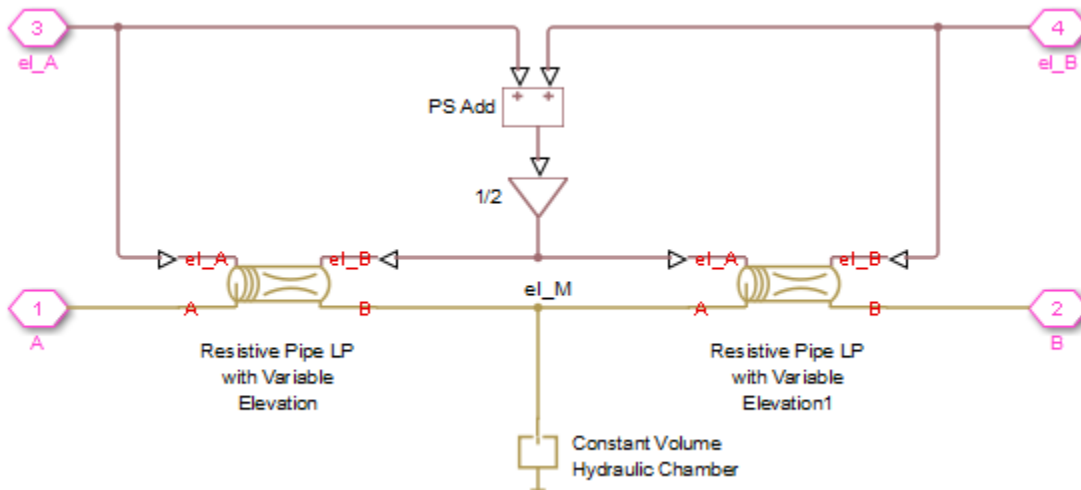 3
el_A
4
el_B
PS Add
+ +
1/2
el_A
el_B
el_A
el_B
el_M
1
A
A
B
A
B
2
B
Resistive Pipe LP
with Variable
Elevation
Resistive Pipe LP
with Variable
Elevation1
Constant Volume
Hydraulic Chamber